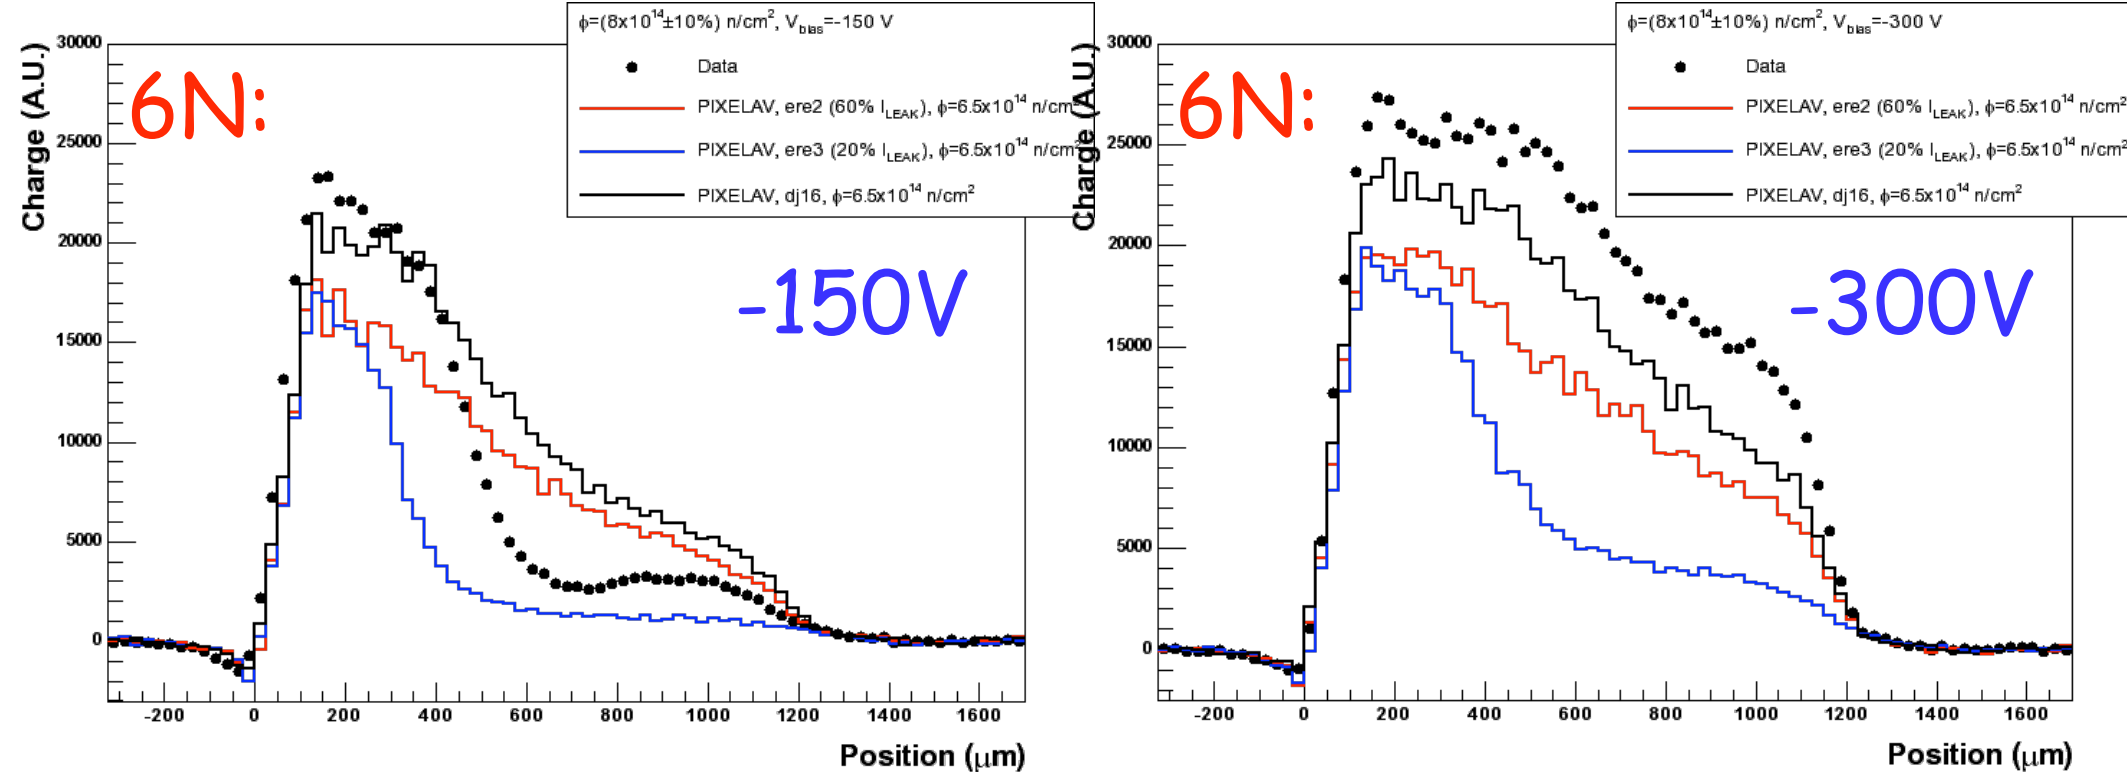 ϕ=(8x10¹⁴±10%) n/cm², V_bias=-150 V
Data
PIXELAV, ere2 (60% I_LEAK), ϕ=6.5x10¹⁴ n/cm²
PIXELAV, ere3 (20% I_LEAK), ϕ=6.5x10¹⁴ n/cm²
PIXELAV, dj16, ϕ=6.5x10¹⁴ n/cm²
6N:
-150V
Charge (A.U.)
30000
25000
20000
15000
10000
5000
0
-200 0 200 400 600 800 1000 1200 1400 1600
Position (μm)
ϕ=(8x10¹⁴±10%) n/cm², V_bias=-300 V
Data
PIXELAV, ere2 (60% I_LEAK), ϕ=6.5x10¹⁴ n/cm²
PIXELAV, ere3 (20% I_LEAK), ϕ=6.5x10¹⁴ n/cm²
PIXELAV, dj16, ϕ=6.5x10¹⁴ n/cm²
6N:
-300V
Charge (A.U.)
30000
25000
20000
15000
10000
5000
0
-200 0 200 400 600 800 1000 1200 1400 1600
Position (μm)